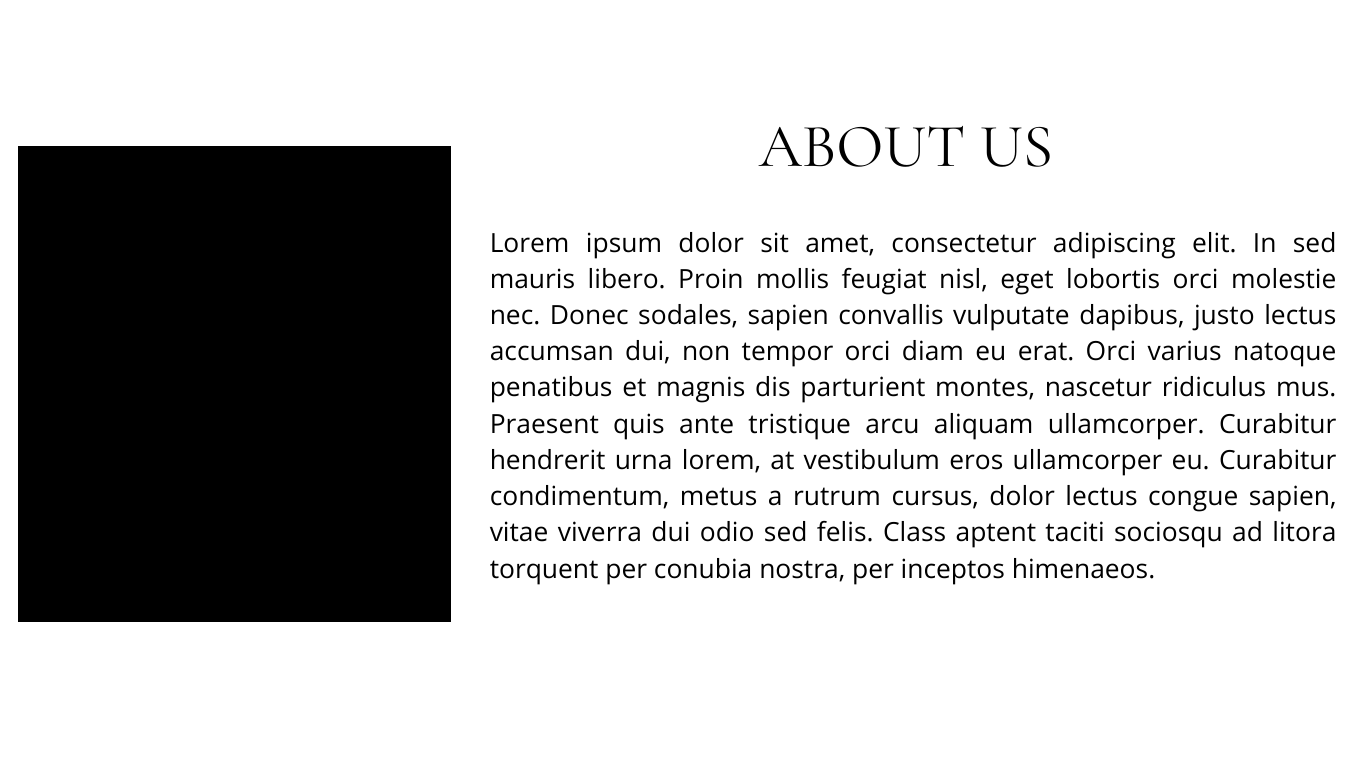 ABOUT US
Lorem ipsum dolor sit amet, consectetur adipiscing elit. In sed
mauris libero. Proin mollis feugiat nisl, eget lobortis orci molestie
nec. Donec sodales, sapien convallis vulputate dapibus, justo lectus
accumsan dui, non tempor orci diam eu erat. Orci varius natoque
penatibus et magnis dis parturient montes, nascetur ridiculus mus.
Praesent quis ante tristique arcu aliquam ullamcorper. Curabitur
hendrerit urna lorem, at vestibulum eros ullamcorper eu. Curabitur
condimentum, metus a rutrum cursus, dolor lectus congue sapien,
vitae viverra dui odio sed felis. Class aptent taciti sociosqu ad litora
torquent per conubia nostra, per inceptos himenaeos.